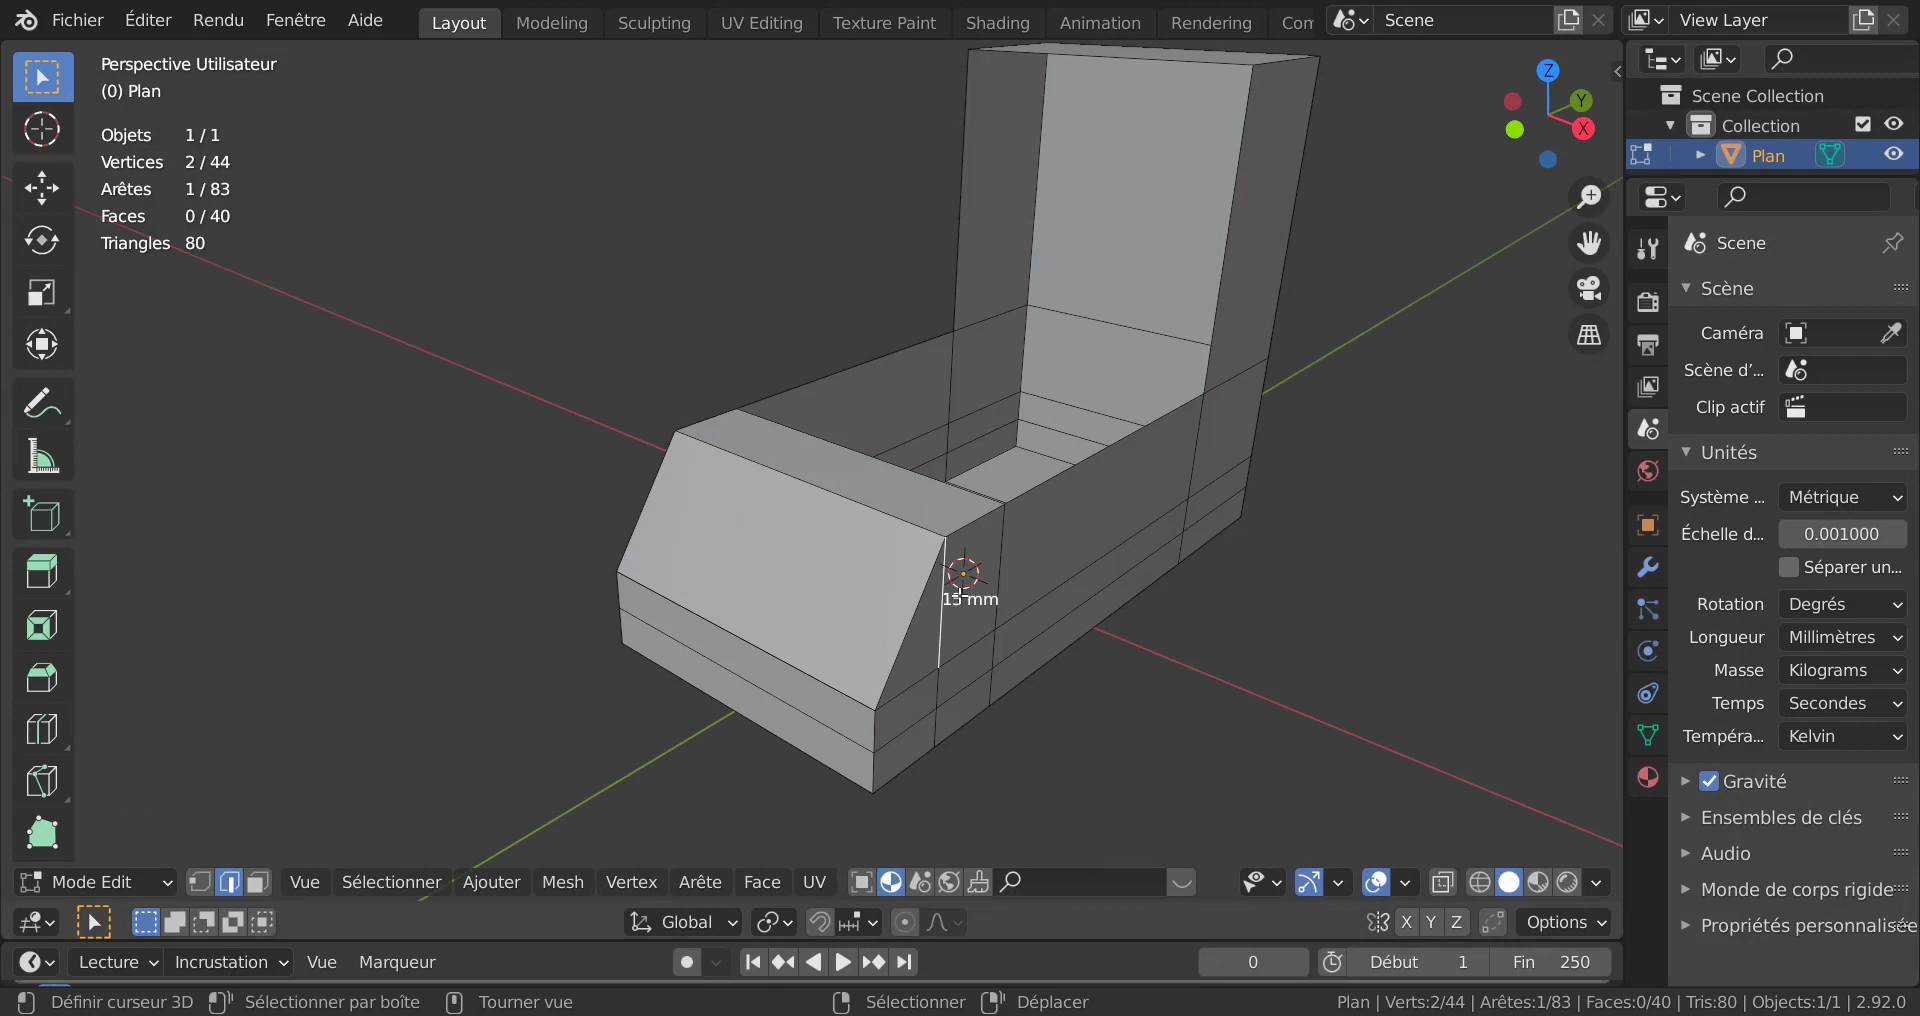 Fichier Éditer Rendu Fenêtre Aide Layout Modeling Sculpting UV Editing Texture Paint Shading Animation Rendering Com Scene View Layer
Perspective Utilisateur
(0) Plan
Objets 1 / 1
Vertices 2 / 44
Arêtes 1 / 83
Faces 0 / 40
Triangles 80
Z
Y
X
mm
Scene Collection
Collection
Plan
Scene
Scène
Caméra
Scène d’...
Clip actif
Unités
Système ... Métrique
Échelle d... 0.001000
Séparer un...
Rotation Degrés
Longueur Millimètres
Masse Kilograms
Temps Secondes
Tempéra... Kelvin
Gravité
Ensembles de clés
Audio
Monde de corps rigide
Propriétés personnalisée
Mode Edit Vue Sélectionner Ajouter Mesh Vertex Arête Face UV
Global X Y Z Options
Lecture Incrustation Vue Marqueur 0 Début 1 Fin 250
Définir curseur 3D Sélectionner par boîte Tourner vue Sélectionner Déplacer Plan | Verts:2/44 | Arêtes:1/83 | Faces:0/40 | Tris:80 | Objects:1/1 | 2.92.0